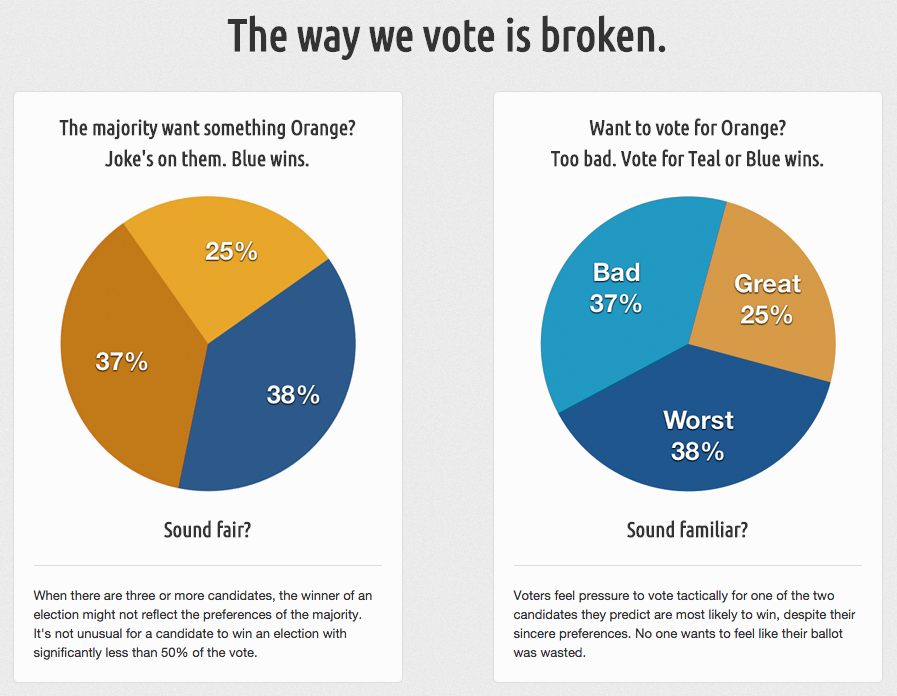 The way we vote is broken.
The majority want something Orange?
Joke's on them. Blue wins.
25%
37%
38%
Sound fair?
When there are three or more candidates, the winner of an
election might not reflect the preferences of the majority.
It's not unusual for a candidate to win an election with
significantly less than 50% of the vote.
Want to vote for Orange?
Too bad. Vote for Teal or Blue wins.
Bad
37%
Great
25%
Worst
38%
Sound familiar?
Voters feel pressure to vote tactically for one of the two
candidates they predict are most likely to win, despite their
sincere preferences. No one wants to feel like their ballot
was wasted.